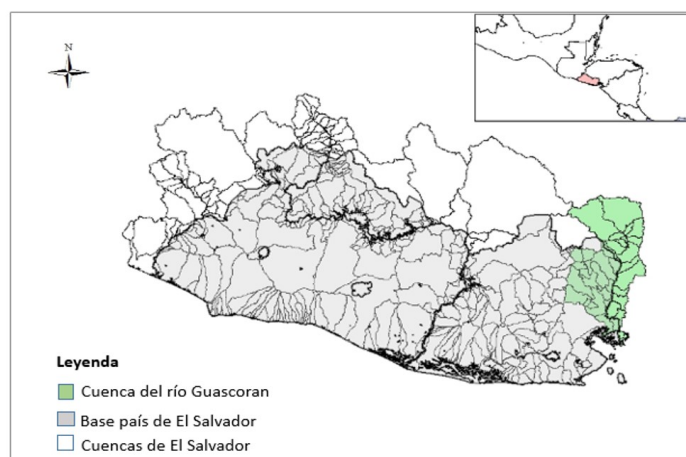 N
Leyenda
Cuenca del río Guascoran
Base país de El Salvador
Cuencas de El Salvador